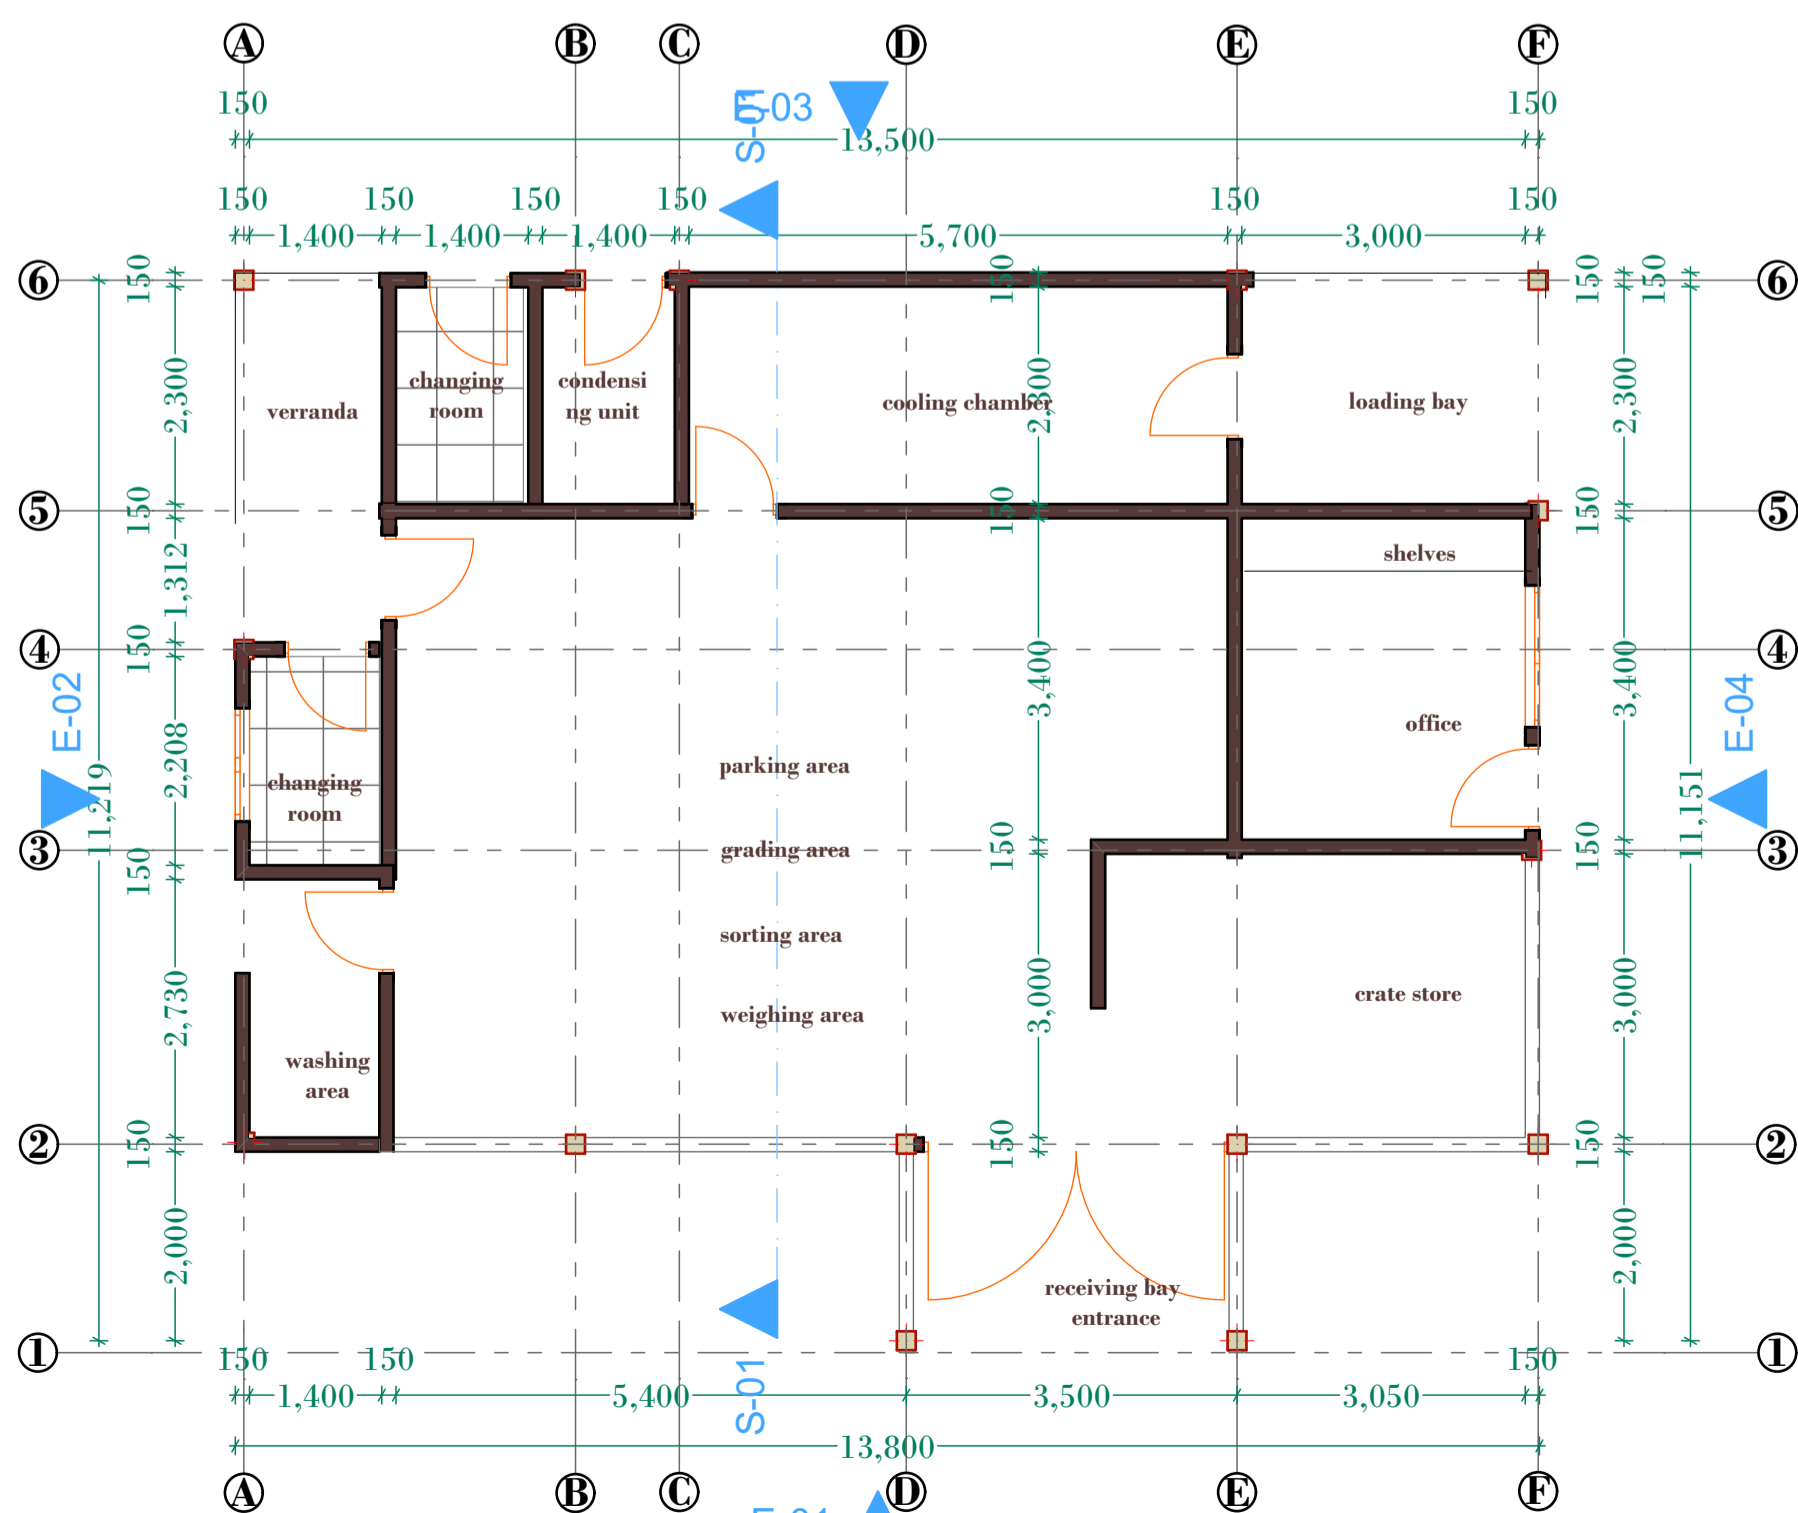 A B C D E F
150 E-03 150
S-01
13,500
150 150 150 150 150 150
1,400 1,400 1,400 5,700 3,000
6 150 150 150 150 6
2,300 2,300 2,300
changing condensi
room ng unit
verranda cooling chamber loading bay
5 150 150 150 5
1,312 shelves
4 150 4
E-02 2,208 3,400 3,400 E-04
office
parking area
changing
room
11,219 11,151
3 150 grading area 150 150 3
sorting area
2,730 3,000 crate store 3,000
weighing area
washing
area
2 150 150 150 2
2,000 2,000
receiving bay
entrance
1 150 150 150 1
S-01
1,400 5,400 3,500 3,050
13,800
A B C D E F